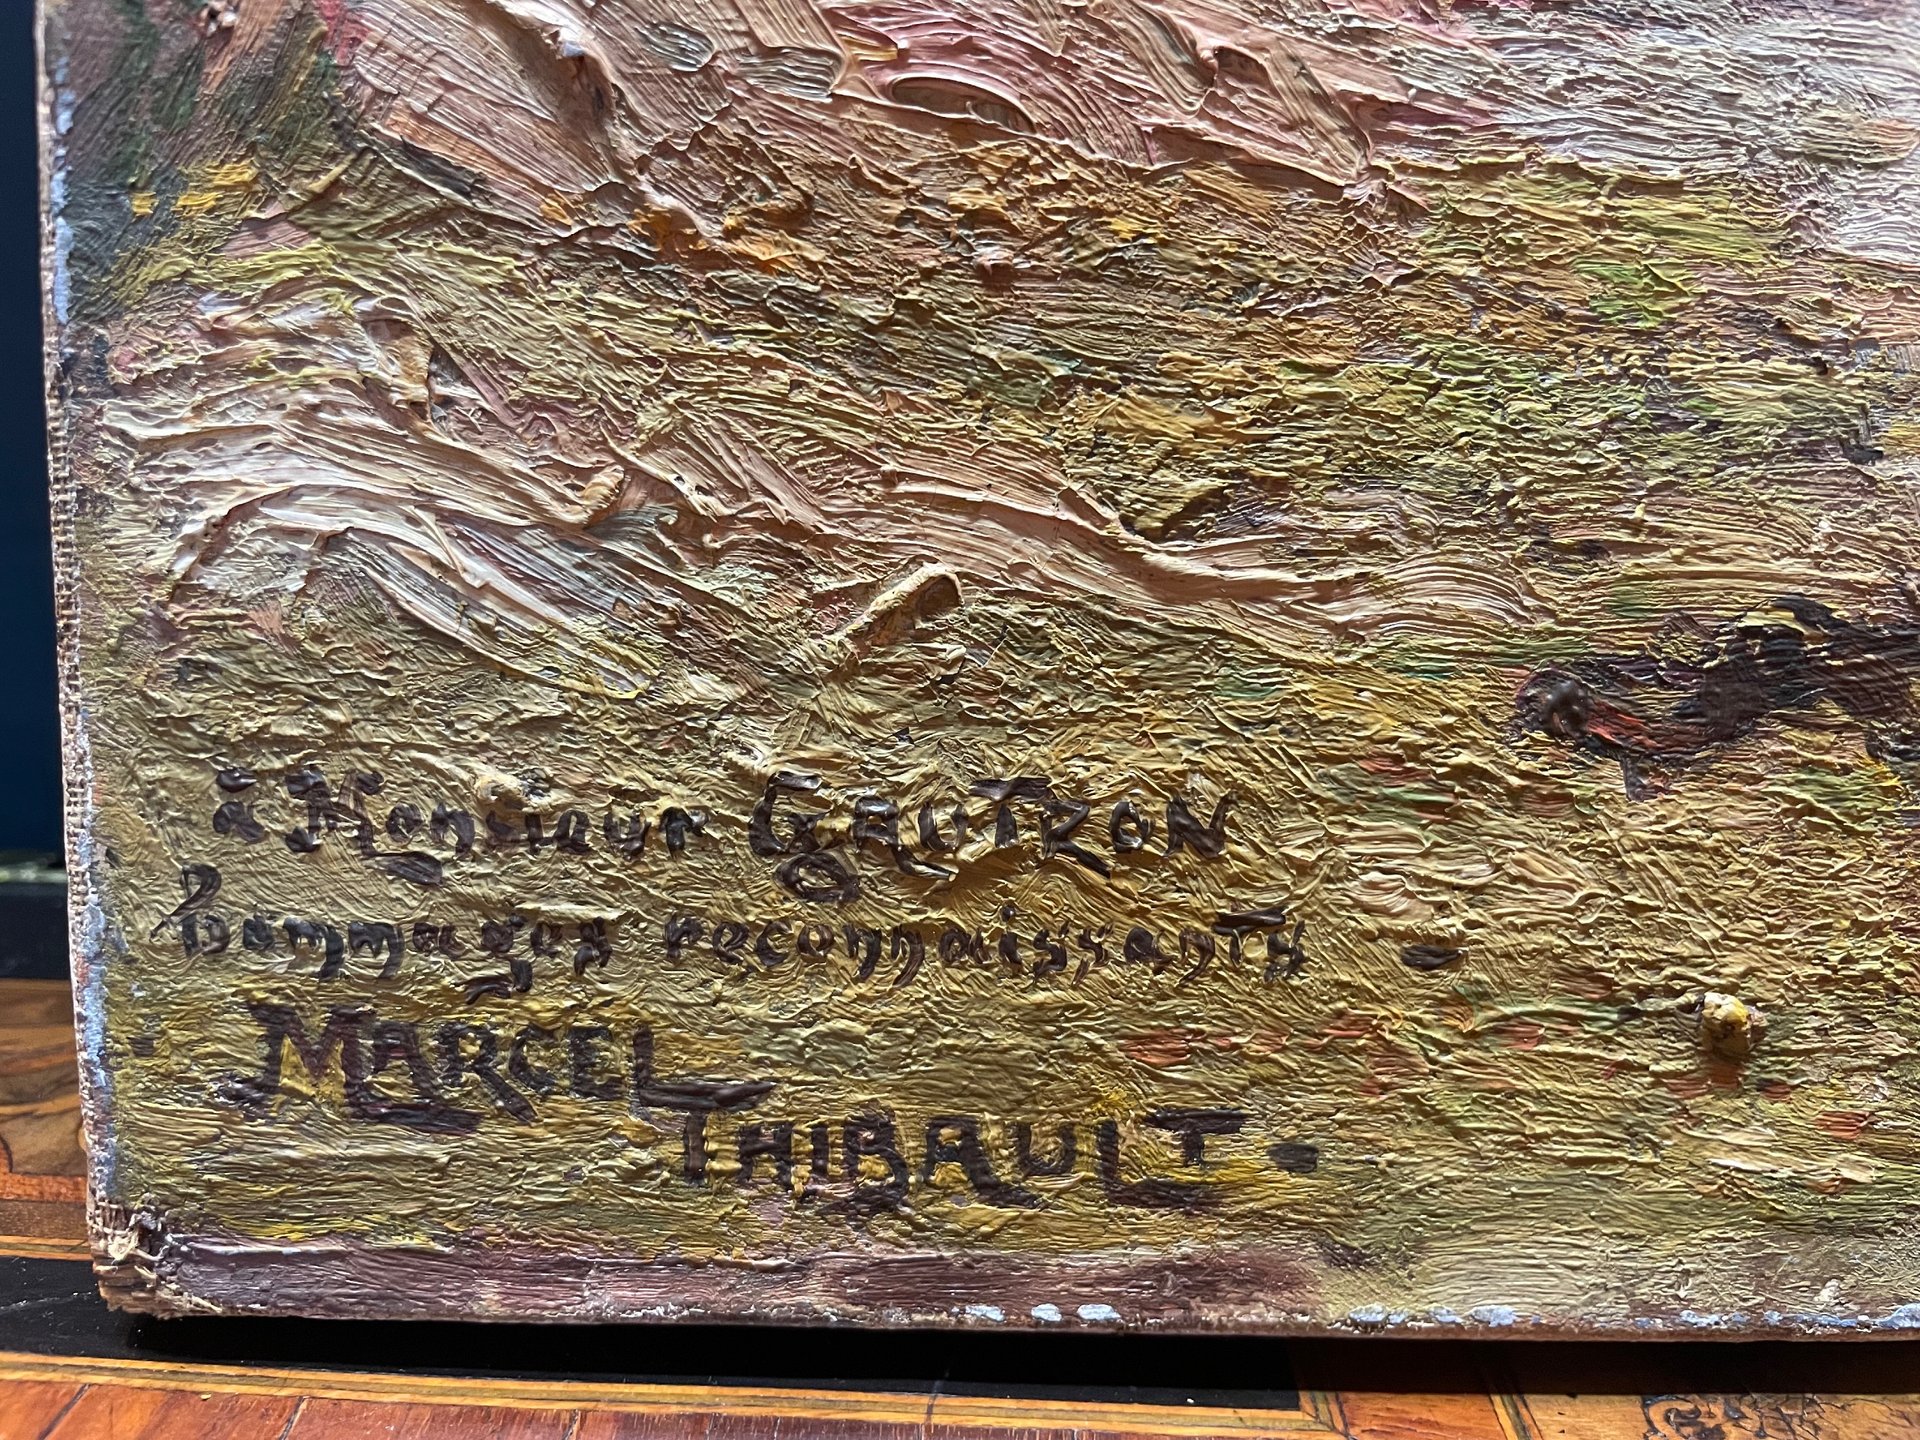 à Monsieur GAUTRON
hommages reconnaissants
MARCEL
THIBAULT.